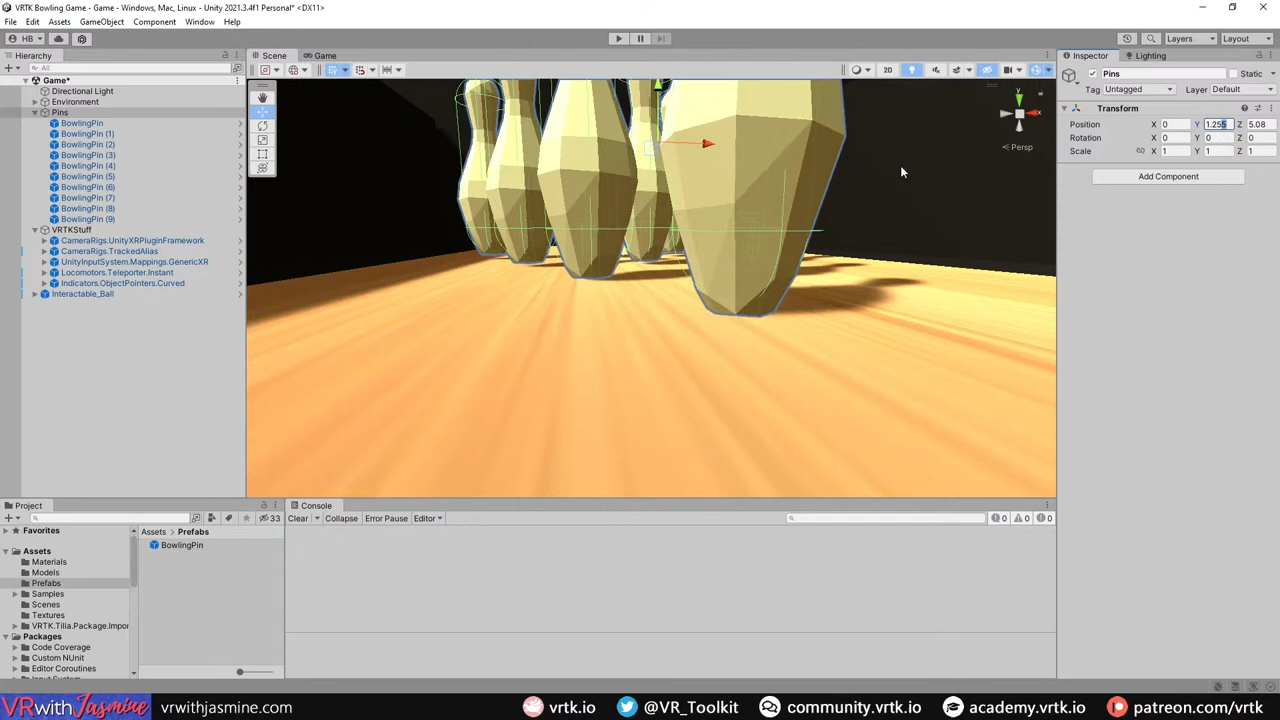 VRTK Bowling Game - Game - Windows, Mac, Linux - Unity 2021.3.4f1 Personal* <DX11>
File Edit Assets GameObject Component Window Help
HB Layers Layout
Hierarchy Scene Game Inspector Lighting
All 2D
Game*
Directional Light
Environment
Pins
BowlingPin
BowlingPin (1)
BowlingPin (2)
BowlingPin (3)
BowlingPin (4)
BowlingPin (5)
BowlingPin (6)
BowlingPin (7)
BowlingPin (8)
BowlingPin (9)
VRTKStuff
CameraRigs.UnityXRPluginFramework
CameraRigs.TrackedAlias
UnityInputSystem.Mappings.GenericXR
Locomotors.Teleporter.Instant
Indicators.ObjectPointers.Curved
Interactable_Ball
y
x
Persp
Pins Static
Tag Untagged Layer Default
Transform
Position X 0 Y 1.255 Z 5.08
Rotation X 0 Y 0 Z 0
Scale X 1 Y 1 Z 1
Add Component
Project
33
Favorites
Assets
Materials
Models
Prefabs
Samples
Scenes
Textures
VRTK.Tilia.Package.Impor
Packages
Code Coverage
Custom NUnit
Editor Coroutines
Assets > Prefabs
BowlingPin
Console
Clear Collapse Error Pause Editor 0 0 0
VRwithJasmine vrwithjasmine.com vrtk.io @VR_Toolkit community.vrtk.io academy.vrtk.io patreon.com/vrtk